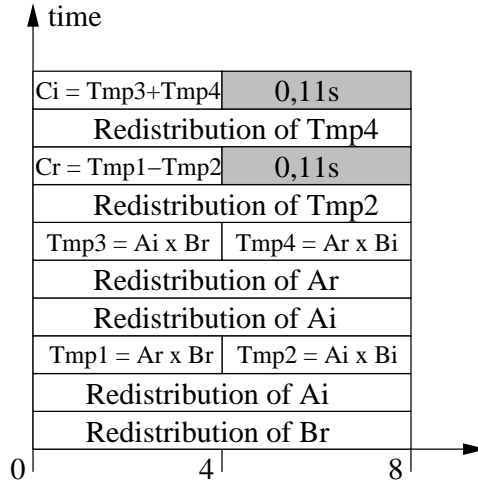 time
Ci = Tmp3+Tmp4 0,11s
Redistribution of Tmp4
Cr = Tmp1−Tmp2 0,11s
Redistribution of Tmp2
Tmp3 = Ai x Br Tmp4 = Ar x Bi
Redistribution of Ar
Redistribution of Ai
Tmp1 = Ar x Br Tmp2 = Ai x Bi
Redistribution of Ai
Redistribution of Br
0 4 8